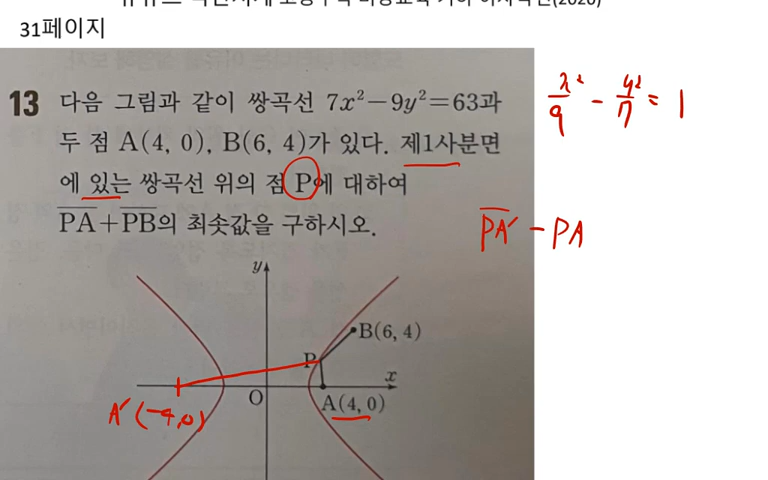 31페이지
13 다음 그림과 같이 쌍곡선 7x²−9y²=63과
두 점 A(4, 0), B(6, 4)가 있다. 제1사분면
에 있는 쌍곡선 위의 점 P에 대하여
PA+PB의 최솟값을 구하시오.
x²/9 − y²/7 = 1
PA′ − PA
y
B(6, 4)
P
x
O
A(4, 0)
A′(−4,0)